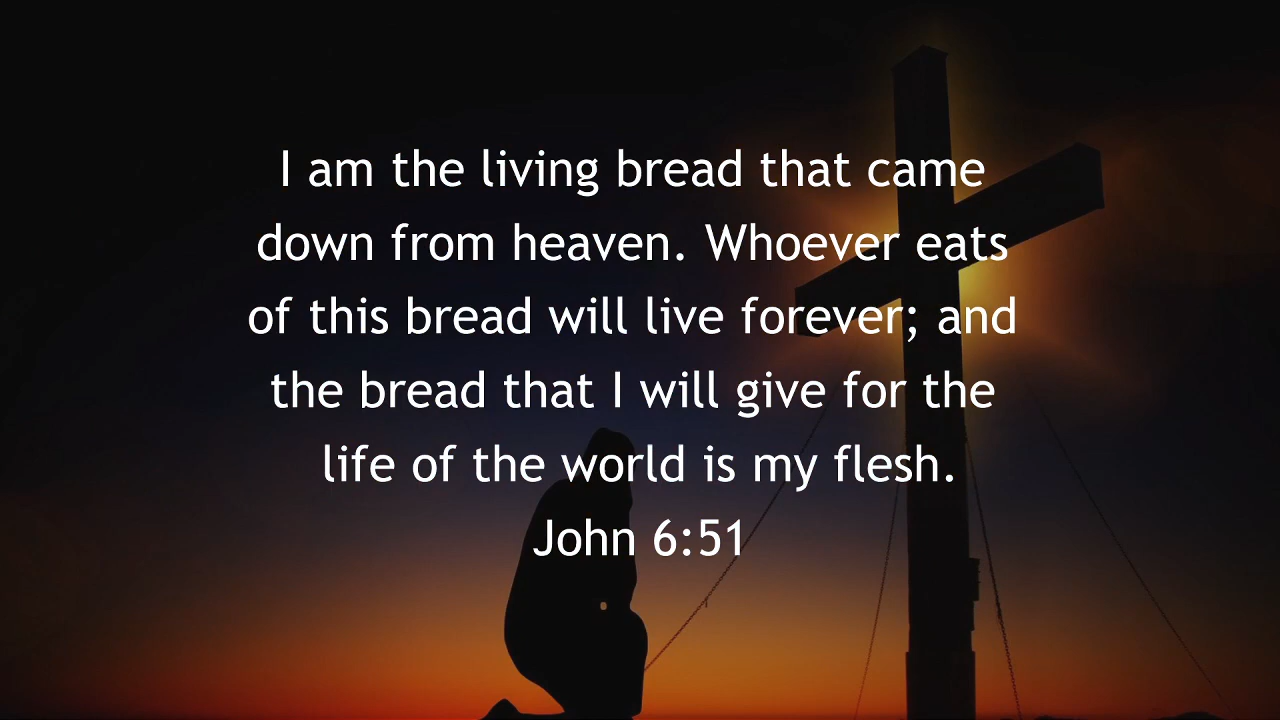 I am the living bread that came
down from heaven. Whoever eats
of this bread will live forever; and
the bread that I will give for the
life of the world is my flesh.
John 6:51